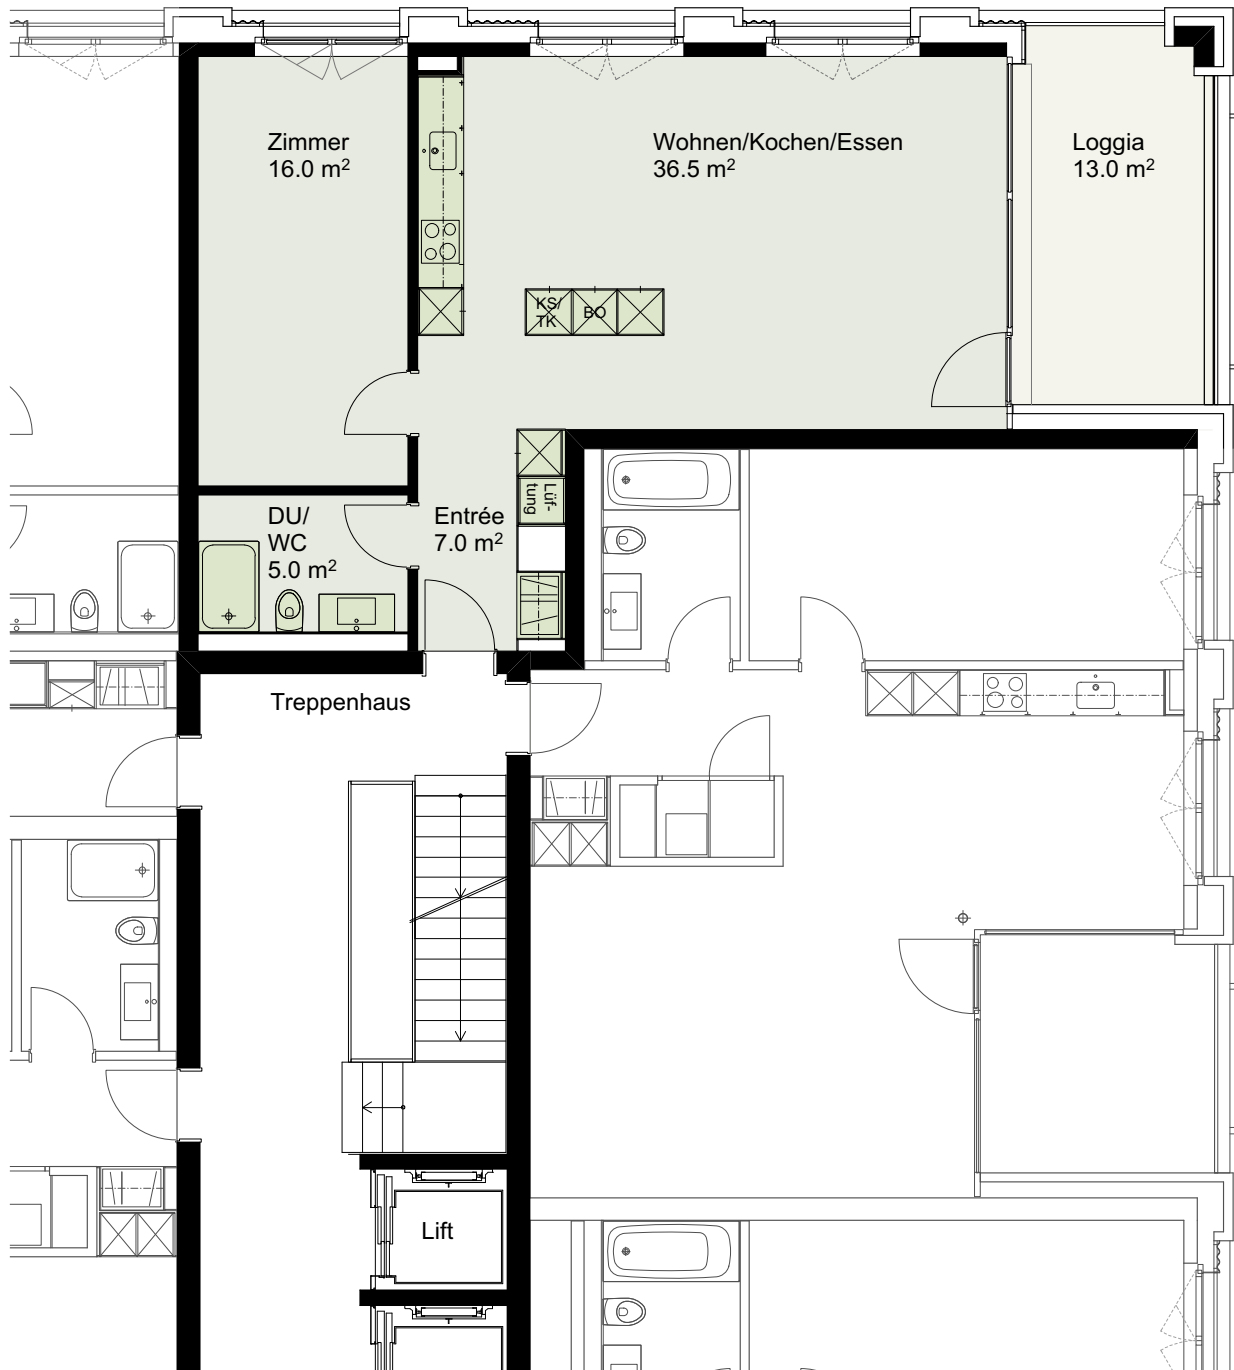 Zimmer
16.0 m²
Wohnen/Kochen/Essen
36.5 m²
Loggia
13.0 m²
KS/
TK
BO
Lüf-
tung
DU/
WC
5.0 m²
Entrée
7.0 m²
Treppenhaus
Lift